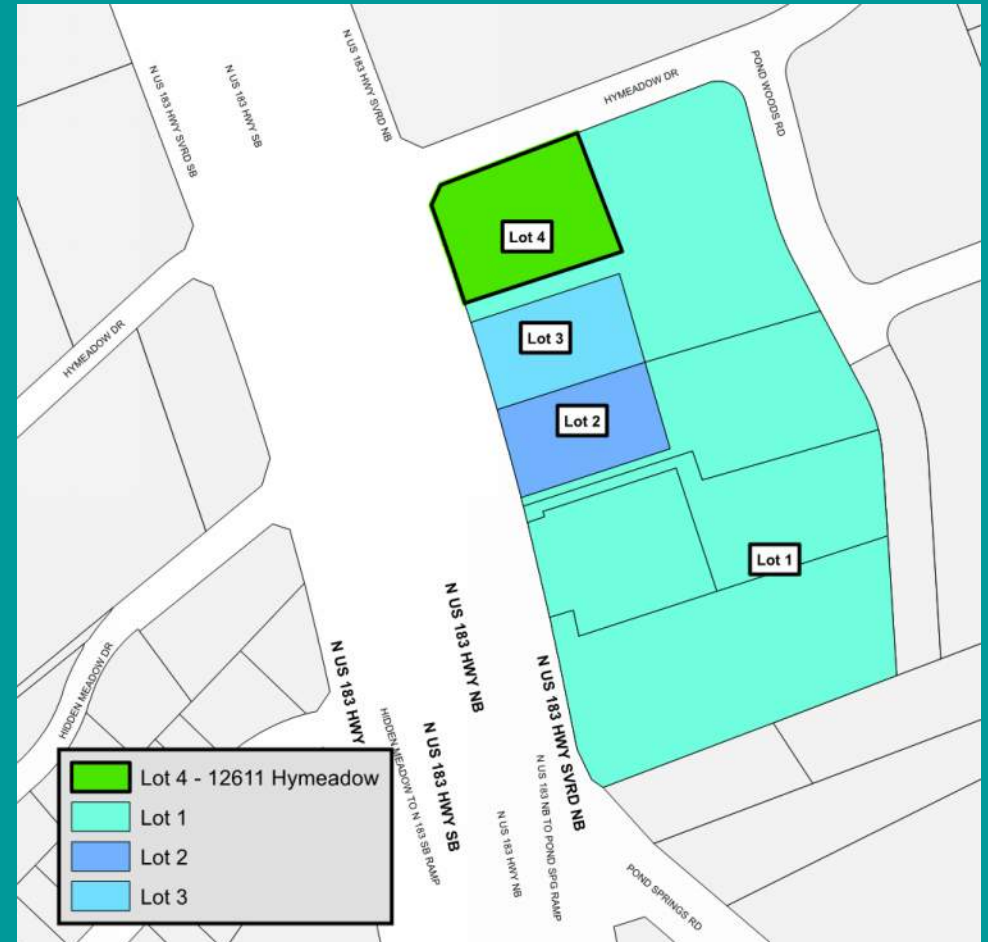 N US 183 HWY SVRD SB
N US 183 HWY SB
N US 183 HWY SVRD NB
HYMEADOW DR
POND WOODS RD
Lot 4
Lot 3
HYMEADOW DR
Lot 2
Lot 1
N US 183 HWY NB
HIDDEN MEADOW DR
N US 183 HWY
N US 183 HWY SVRD NB
HIDDEN MEADOW TO N 183 SB RAMP
N US 183 HWY SB
N US 183 NB TO POND SPG RAMP
N US 183 HWY NB
POND SPRINGS RD
Lot 4 - 12611 Hymeadow
Lot 1
Lot 2
Lot 3